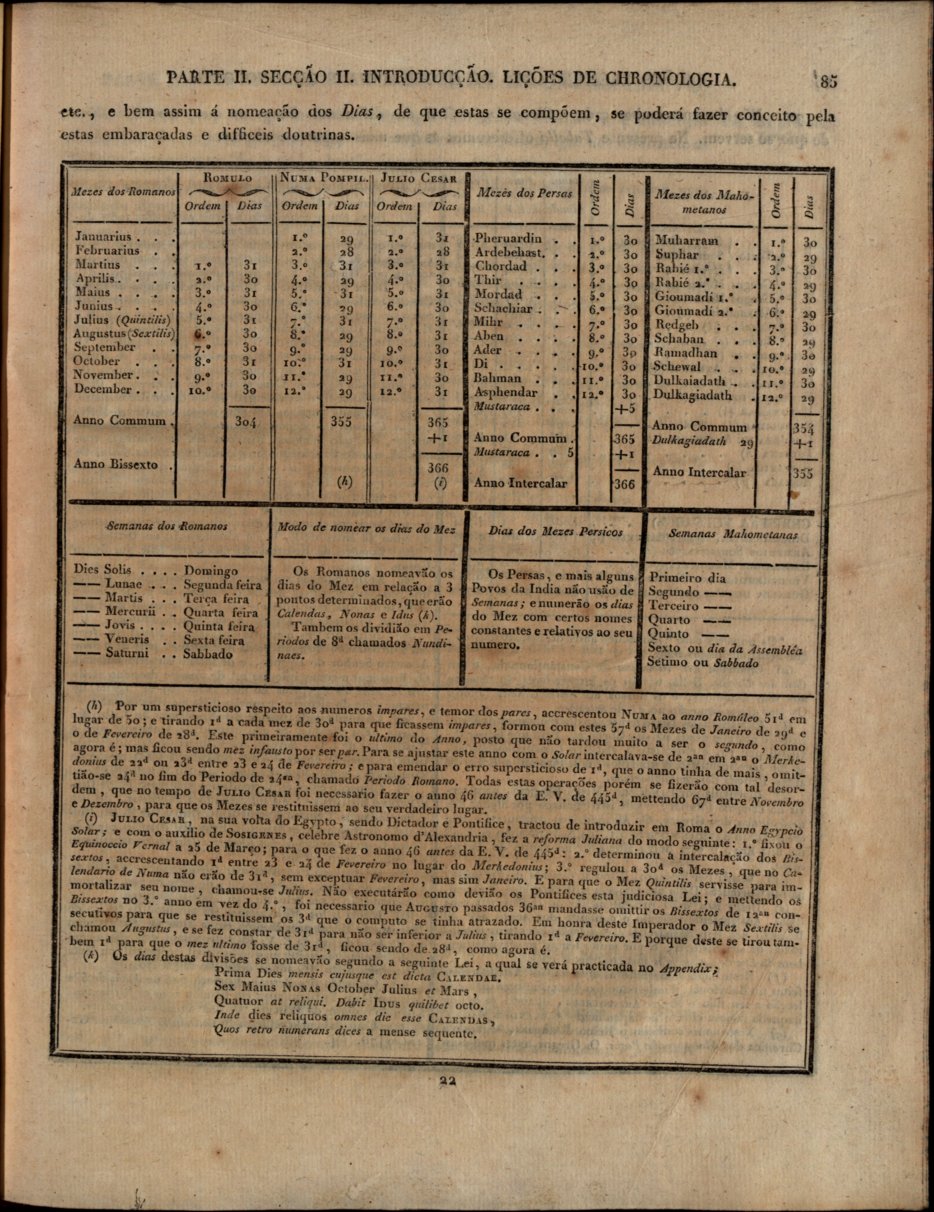 PARTE II. SECÇÃO II. INTRODUCÇÃO. LIÇÕES DE CHRONOLOGIA. 85
etc., e bem assim á nomeação dos Dias, de que estas se compõem, se poderá fazer conceito pela
estas embaraçadas e difficeis doutrinas.
Mezes dos Romanos | ROMULO | NUMA POMPIL. | JULIO CESAR | Mezes dos Persas | Ordem | Dias | Mezes dos Mahometanos | Ordem | Dias
Ordem | Dias | Ordem | Dias | Ordem | Dias
Januarius . . . | | | 1.º | 29 | 1.º | 31 | Pheruardin . . | 1.º | 30 | Muharram . . | 1.º | 30
Februarius . . | | | 2.º | 28 | 2.º | 28 | Ardebehast. . . | 2.º | 30 | Suphar . . . | 2.º | 29
Martius . . . | 1.º | 31 | 3.º | 31 | 3.º | 31 | Chordad . . . | 3.º | 30 | Rabié 1.º . . . | 3.º | 30
Aprilis. . . . | 2.º | 30 | 4.º | 29 | 4.º | 30 | Thir . . . . | 4.º | 30 | Rabié 2.º . . . | 4.º | 29
Maius . . . . | 3.º | 31 | 5.º | 31 | 5.º | 31 | Mordad . . . | 5.º | 30 | Gioumadi 1.º . | 5.º | 30
Junius . . . . | 4.º | 30 | 6.º | 29 | 6.º | 30 | Schachiar . . . | 6.º | 30 | Gioumadi 2.º . | 6.º | 29
Julius (Quintilis) | 5.º | 31 | 7.º | 31 | 7.º | 31 | Mihr . . . . | 7.º | 30 | Redgeb . . . | 7.º | 30
Augustus (Sextilis) | 6.º | 30 | 8.º | 29 | 8.º | 31 | Aben . . . . | 8.º | 30 | Schaban . . . | 8.º | 29
September . . | 7.º | 30 | 9.º | 29 | 9.º | 30 | Ader . . . . | 9.º | 30 | Ramadhan . . | 9.º | 30
October . . . | 8.º | 31 | 10.º | 31 | 10.º | 31 | Di . . . . . | 10.º | 30 | Schewal . . . | 10.º | 29
November . . . | 9.º | 30 | 11.º | 29 | 11.º | 30 | Bahman . . . | 11.º | 30 | Dulkaiadath . . | 11.º | 30
December . . . | 10.º | 30 | 12.º | 29 | 12.º | 31 | Asphendar . . | 12.º | 30 | Dulkagiadath . | 12.º | 29
Mustaraca . . . | +5
Anno Commum . | 304 | 355 | 365 | Anno Commum . | 365 | Anno Commum | 354
+1 | Mustaraca . . 5 | +1 | Dulkagiadath 29 | +1
Anno Bissexto . | 366 | Anno Intercalar | 366 | Anno Intercalar | 355
(h) | (i)
Semanas dos Romanos
Dies Solis . . . . Domingo
—— Lunae . . . Segunda feira
—— Martis . . . Terça feira
—— Mercurii . . Quarta feira
—— Jovis . . . . Quinta feira
—— Veneris . . Sexta feira
—— Saturni . . Sabbado
Modo de nomear os dias do Mez
Os Romanos nomeavão os
dias do Mez em relação a 3
pontos determinados, que erão
Calendas, Nonas e Idus (k).
Tambem os dividião em Pe-
riodos de 8d chamados Nundi-
naes.
Dias dos Mezes Persicos
Os Persas, e mais alguns
Povos da India não usão de
Semanas; e numerão os dias
do Mez com certos nomes
constantes e relativos ao seu
numero.
Semanas Mahometanas
Primeiro dia
Segundo ——
Terceiro ——
Quarto ——
Quinto ——
Sexto ou dia da Assembléa
Setimo ou Sabbado
(h) Por um supersticioso respeito aos numeros impares, e temor dos pares, accrescentou NUMA ao anno Romúleo 51d em
lugar de 50; e tirando 1d a cada mez de 30d para que ficassem impares, formou com estes 57d os Mezes de Janeiro de 29d e
o de Fevereiro de 28d. Este primeiramente foi o ultimo do Anno, posto que não tardou muito a ser o segundo, como
agora é; mas ficou sendo mez infausto por ser par. Para se ajustar este anno com o Solar intercalava-se de 2an em 2an o Merke-
donius de 22d ou 23d entre 23 e 24 de Fevereiro; e para emendar o erro supersticioso de 1d, que o anno tinha de mais, omit-
tião-se 24d no fim do Periodo de 24an, chamado Periodo Romano. Todas estas operações porém se fizerão com tal desor-
dem, que no tempo de JULIO CESAR foi necessario fazer o anno 46 antes da E. V. de 445d, mettendo 67d entre Novembro
e Dezembro, para que os Mezes se restituissem ao seu verdadeiro lugar.
(i) JULIO CESAR, na sua volta do Egypto, sendo Dictador e Pontifice, tractou de introduzir em Roma o Anno Egypcio
Solar; e com o auxilio de SOSIGENES, celebre Astronomo d'Alexandria, fez a reforma Juliana do modo seguinte: 1.º fixou o
Equinoccio Vernal a 25 de Março; para o que fez o anno 46 antes da E. V. de 445d: 2.º determinou a intercalação dos Bis-
sextos, accrescentando 1d entre 23 e 24 de Fevereiro no lugar do Merkedonius; 3.º regulou a 30d os Mezes, que no Ca-
lendario de Numa não erão de 31d, sem exceptuar Fevereiro, mas sim Janeiro. E para que o Mez Quintilis servisse para im-
mortalizar seu nome, chamou-se Julius. Não executárão como devião os Pontifices esta judiciosa Lei; e mettendo os
Bissextos no 3.º anno em vez do 4.º, foi necessario que AUGUSTO passados 36an mandasse omittir os Bissextos de 12an con-
secutivos para que se restituissem os 3d que o computo se tinha atrazado. Em honra deste Imperador o Mez Sextilis se
chamou Augustus, e se fez constar de 31d para não ser inferior a Julius, tirando 1d a Fevereiro. E porque deste se tirou tam-
bem 1d para que o mez ultimo fosse de 31d, ficou sendo de 28d, como agora é.
(k) Os dias destas divisões se nomeavão segundo a seguinte Lei, a qual se verá practicada no Appendix;
Prima Dies mensis cujusque est dicta CALENDAE.
Sex Maius NONAS October Julius et Mars,
Quatuor at reliqui. Dabit IDUS quilibet octo.
Inde dies reliquos omnes die esse CALENDAS,
Quos retro numerans dices a mense sequente.
22